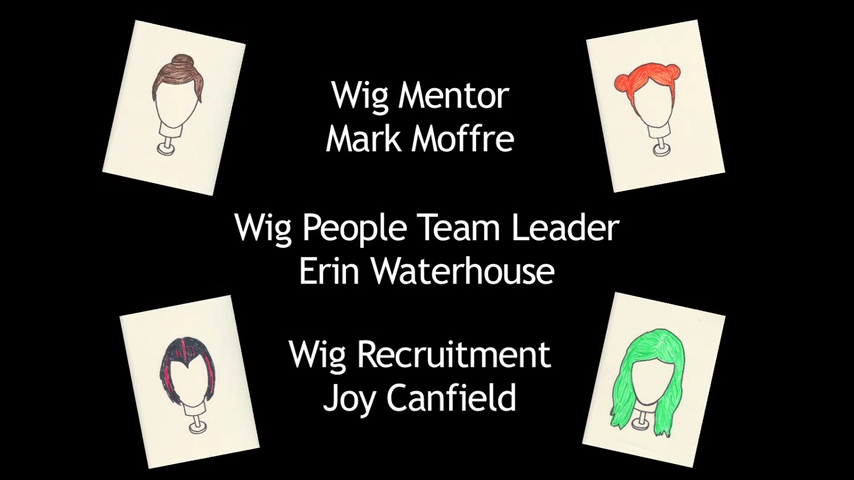 Wig Mentor
Mark Moffre
Wig People Team Leader
Erin Waterhouse
Wig Recruitment
Joy Canfield